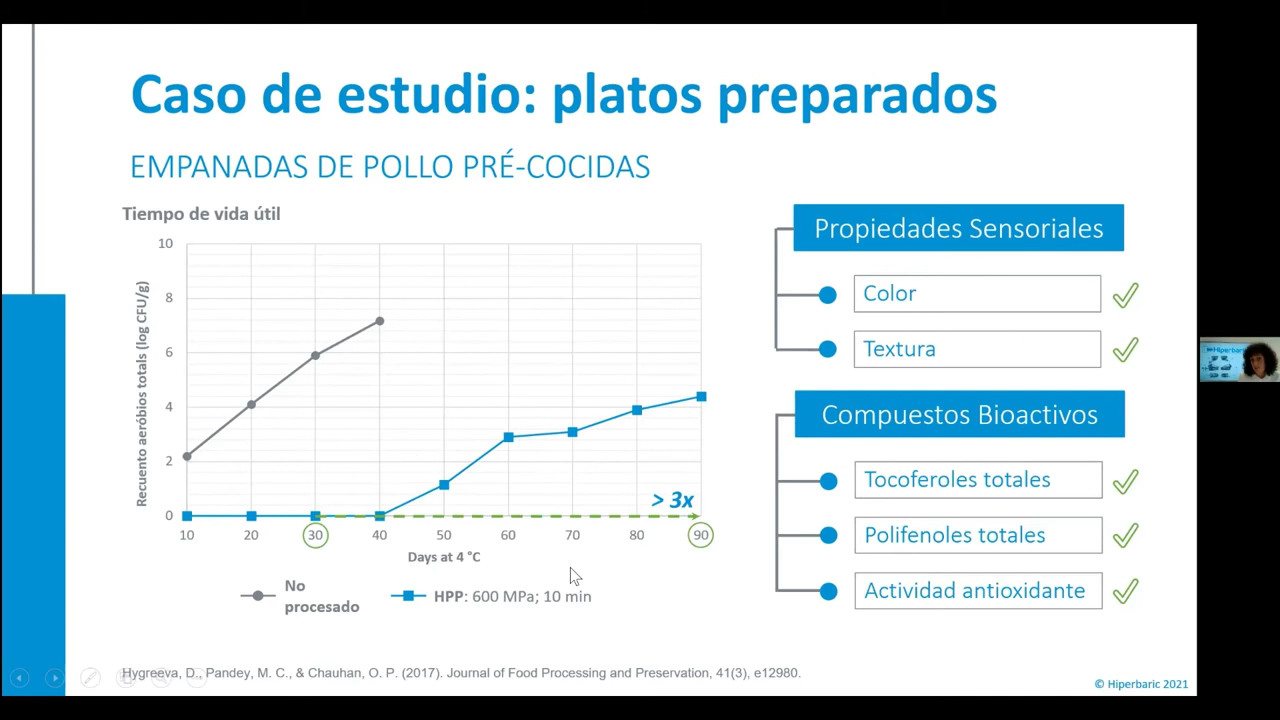 Caso de estudio: platos preparados
EMPANADAS DE POLLO PRÉ-COCIDAS
Tiempo de vida útil
Recuento aeróbios totals (log CFU/g)
10
8
6
4
2
0
10 20 30 40 50 60 70 80 90
> 3x
Days at 4 °C
No
procesado
HPP: 600 MPa; 10 min
Propiedades Sensoriales
Color
Textura
Compuestos Bioactivos
Tocoferoles totales
Polifenoles totales
Actividad antioxidante
Hygreeva, D., Pandey, M. C., & Chauhan, O. P. (2017). Journal of Food Processing and Preservation, 41(3), e12980.
© Hiperbaric 2021
Hiperbaric